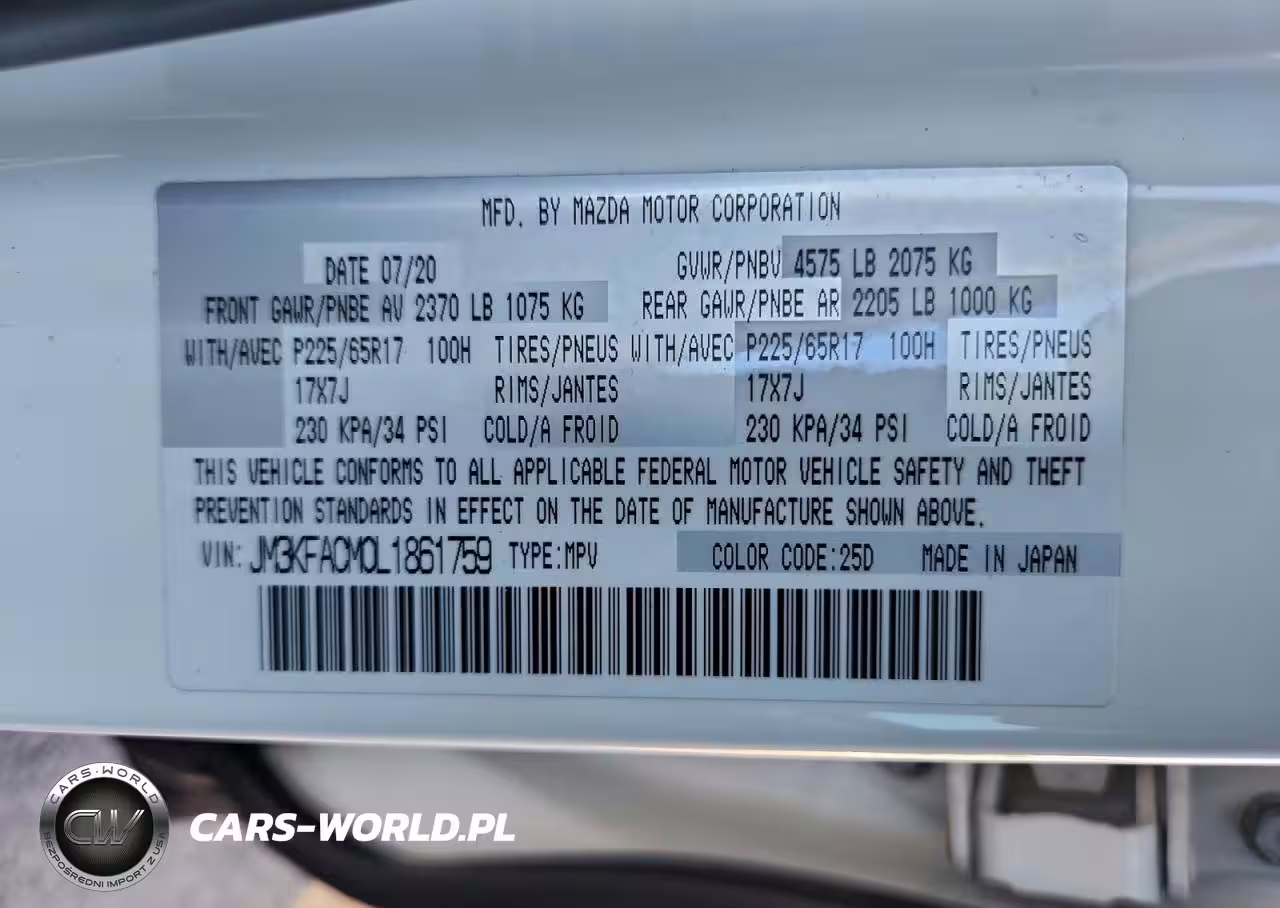 MFD. BY MAZDA MOTOR CORPORATION
DATE 07/20 GVWR/PNBV 4575 LB 2075 KG
FRONT GAWR/PNBE AV 2370 LB 1075 KG REAR GAWR/PNBE AR 2205 LB 1000 KG
WITH/AVEC P225/65R17 100H TIRES/PNEUS WITH/AVEC P225/65R17 100H TIRES/PNEUS
17X7J RIMS/JANTES 17X7J RIMS/JANTES
230 KPA/34 PSI COLD/A FROID 230 KPA/34 PSI COLD/A FROID
THIS VEHICLE CONFORMS TO ALL APPLICABLE FEDERAL MOTOR VEHICLE SAFETY AND THEFT
PREVENTION STANDARDS IN EFFECT ON THE DATE OF MANUFACTURE SHOWN ABOVE.
VIN: JM3KFACM0L1861759 TYPE:MPV COLOR CODE:25D MADE IN JAPAN
CARS-WORLD
CW
BEZPOŚREDNI IMPORT Z USA
CARS-WORLD.PL